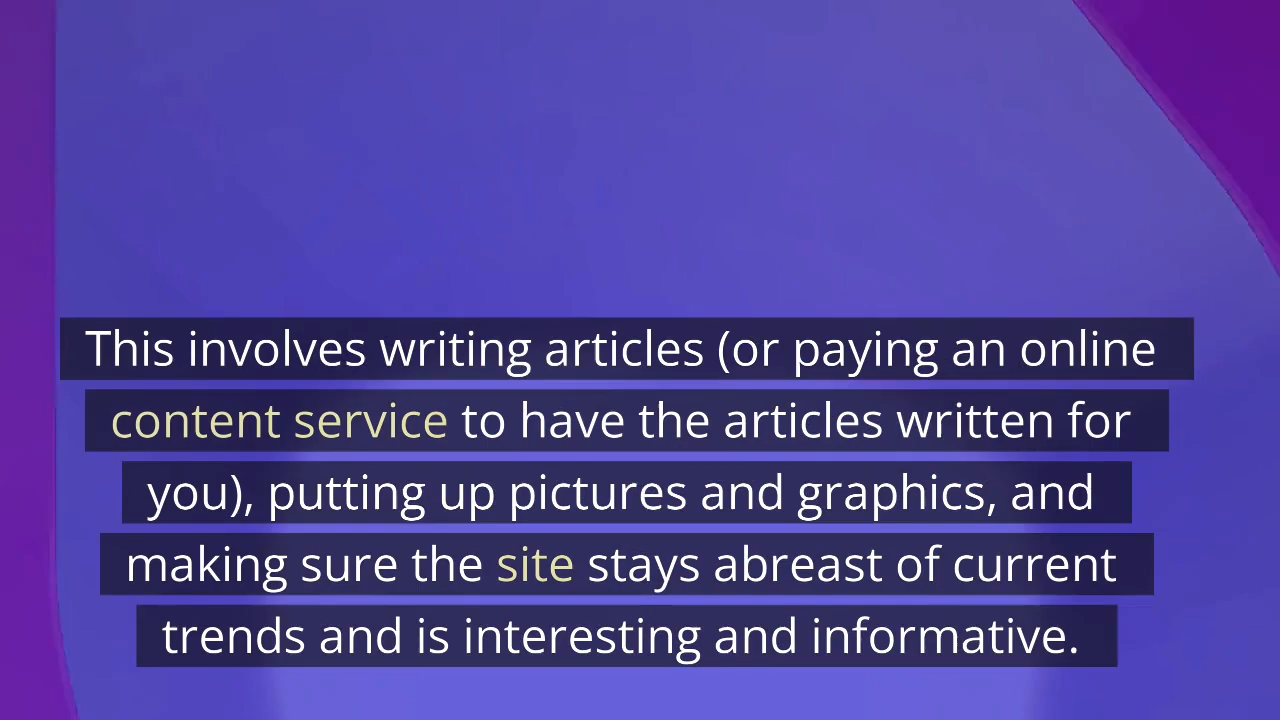 This involves writing articles (or paying an online
content service to have the articles written for
you), putting up pictures and graphics, and
making sure the site stays abreast of current
trends and is interesting and informative.